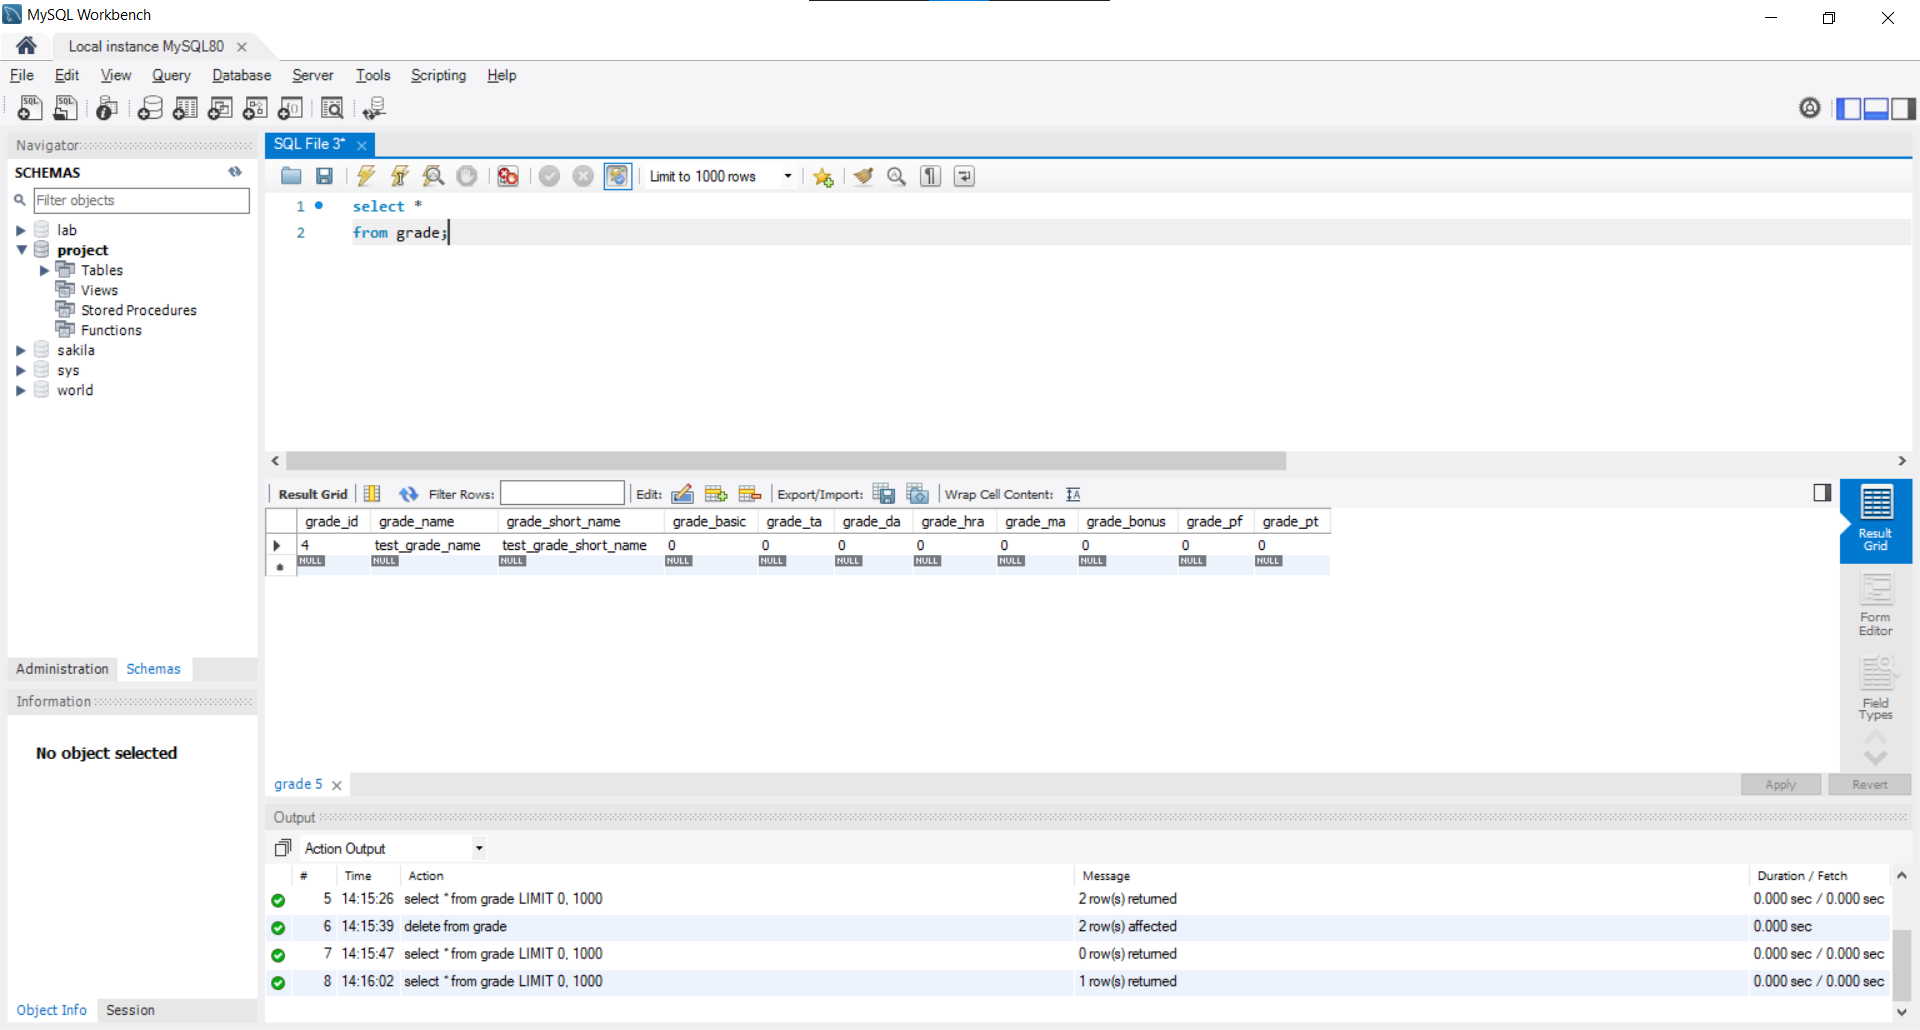 MySQL Workbench
Local instance MySQL80
File Edit View Query Database Server Tools Scripting Help
Navigator
SCHEMAS
Filter objects
lab
project
Tables
Views
Stored Procedures
Functions
sakila
sys
world
Administration Schemas
Information
No object selected
Object Info Session
SQL File 3*
Limit to 1000 rows
1 select *
2 from grade;
Result Grid Filter Rows: Edit: Export/Import: Wrap Cell Content:
grade_id grade_name grade_short_name grade_basic grade_ta grade_da grade_hra grade_ma grade_bonus grade_pf grade_pt
4 test_grade_name test_grade_short_name 0 0 0 0 0 0 0 0
NULL NULL NULL NULL NULL NULL NULL NULL NULL NULL NULL
Result
Grid
Form
Editor
Field
Types
grade 5
Apply Revert
Output
Action Output
# Time Action Message Duration / Fetch
5 14:15:26 select * from grade LIMIT 0, 1000 2 row(s) returned 0.000 sec / 0.000 sec
6 14:15:39 delete from grade 2 row(s) affected 0.000 sec
7 14:15:47 select * from grade LIMIT 0, 1000 0 row(s) returned 0.000 sec / 0.000 sec
8 14:16:02 select * from grade LIMIT 0, 1000 1 row(s) returned 0.000 sec / 0.000 sec